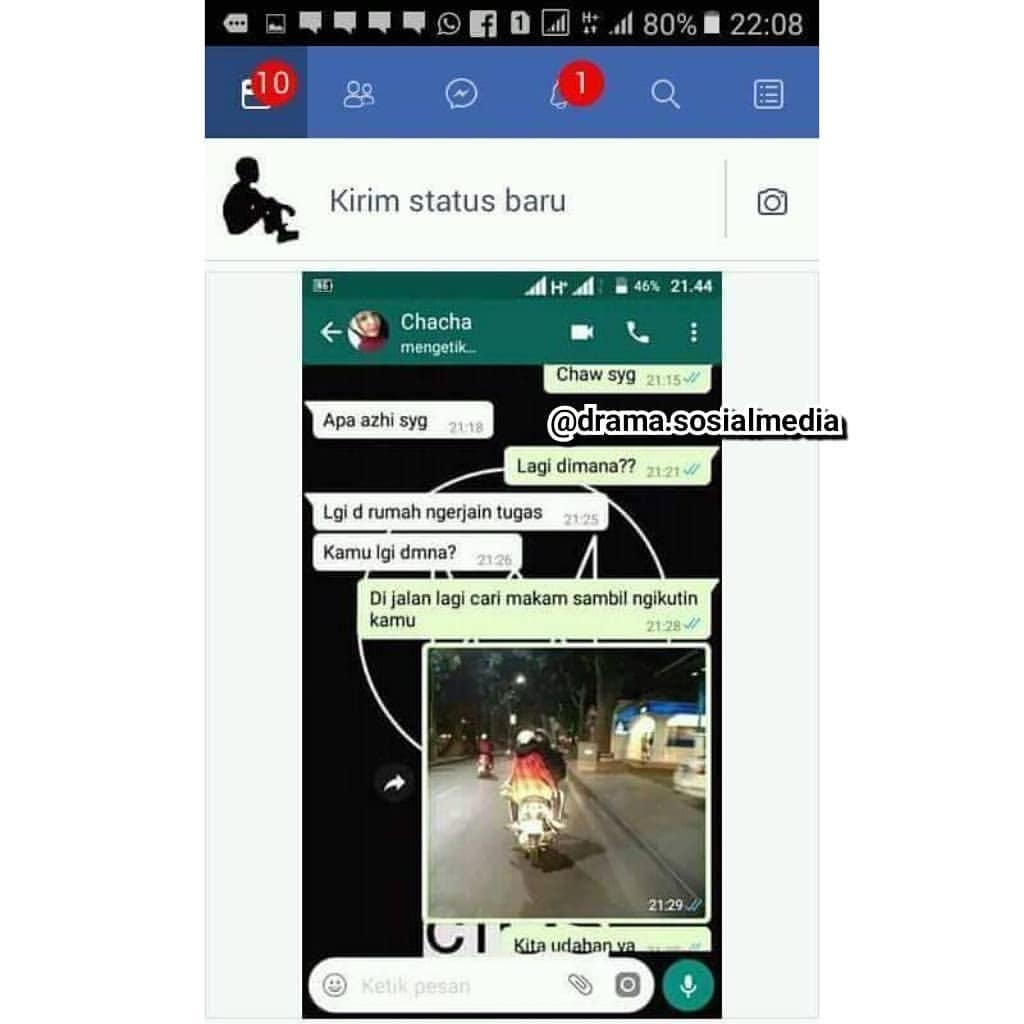 80% 22:08
10
1
Kirim status baru
46% 21.44
Chacha
mengetik...
Chaw syg 21:15
@drama.sosialmedia
Apa azhi syg 21:18
Lagi dimana?? 21:21
Lgi d rumah ngerjain tugas 21:25
Kamu lgi dmna? 21:26
Di jalan lagi cari makam sambil ngikutin
kamu 21:28
21:29
Kita udahan ya
Ketik pesan